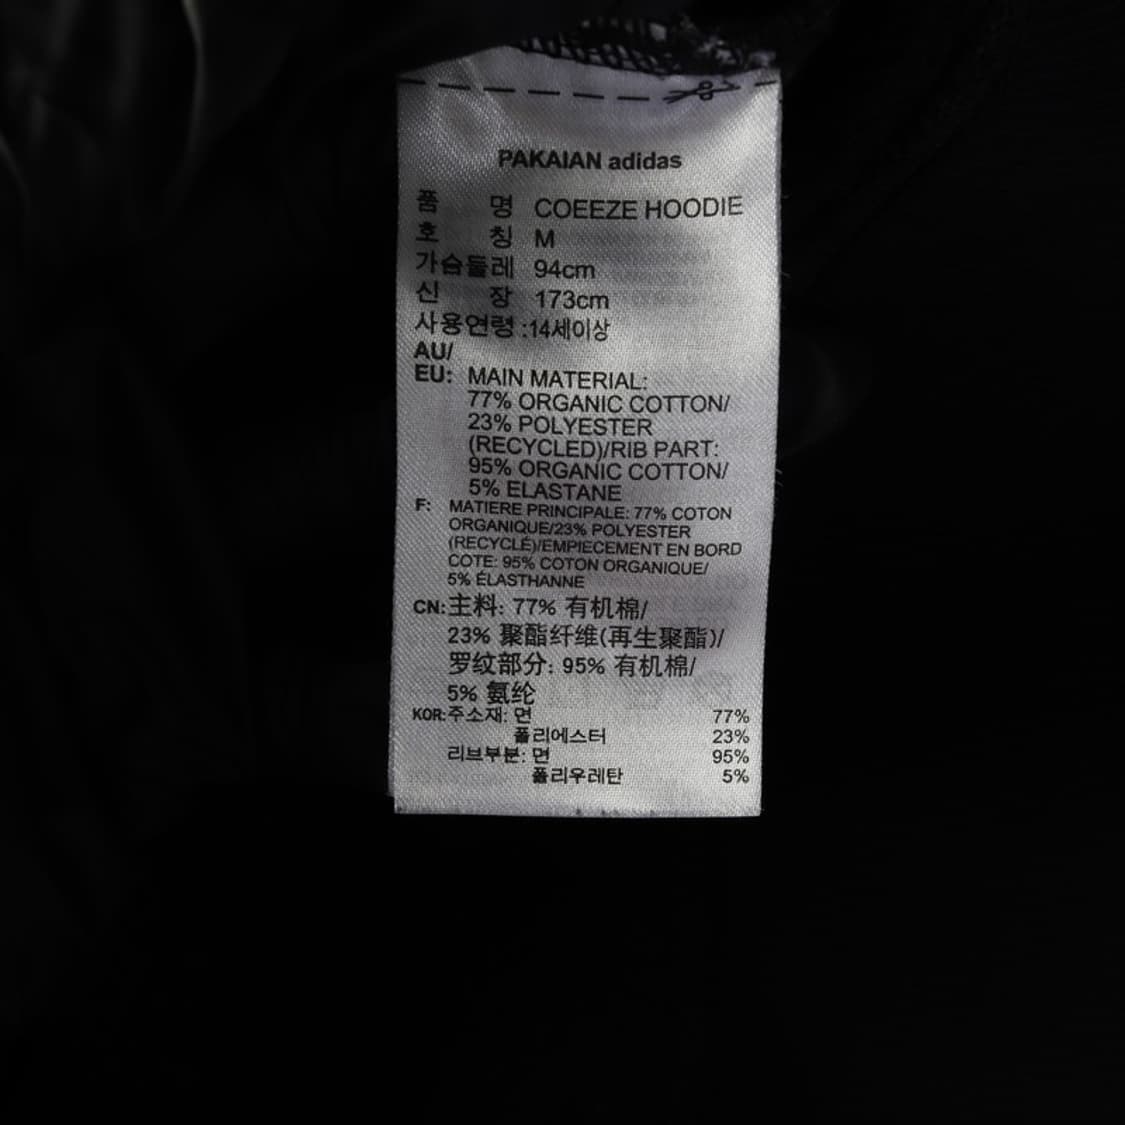 PAKAIAN adidas
품 명 COEEZE HOODIE
호 칭 M
가슴둘레 94cm
신 장 173cm
사용연령 :14세이상
AU/
EU: MAIN MATERIAL:
77% ORGANIC COTTON/
23% POLYESTER
(RECYCLED)/RIB PART:
95% ORGANIC COTTON/
5% ELASTANE
F: MATIERE PRINCIPALE: 77% COTON
ORGANIQUE/23% POLYESTER
(RECYCLÉ)/EMPIECEMENT EN BORD
COTE: 95% COTON ORGANIQUE/
5% ÉLASTHANNE
CN:主料: 77% 有机棉/
23% 聚酯纤维(再生聚酯)/
罗纹部分: 95% 有机棉/
5% 氨纶
KOR:주소재: 면 77%
폴리에스터 23%
리브부분: 면 95%
폴리우레탄 5%